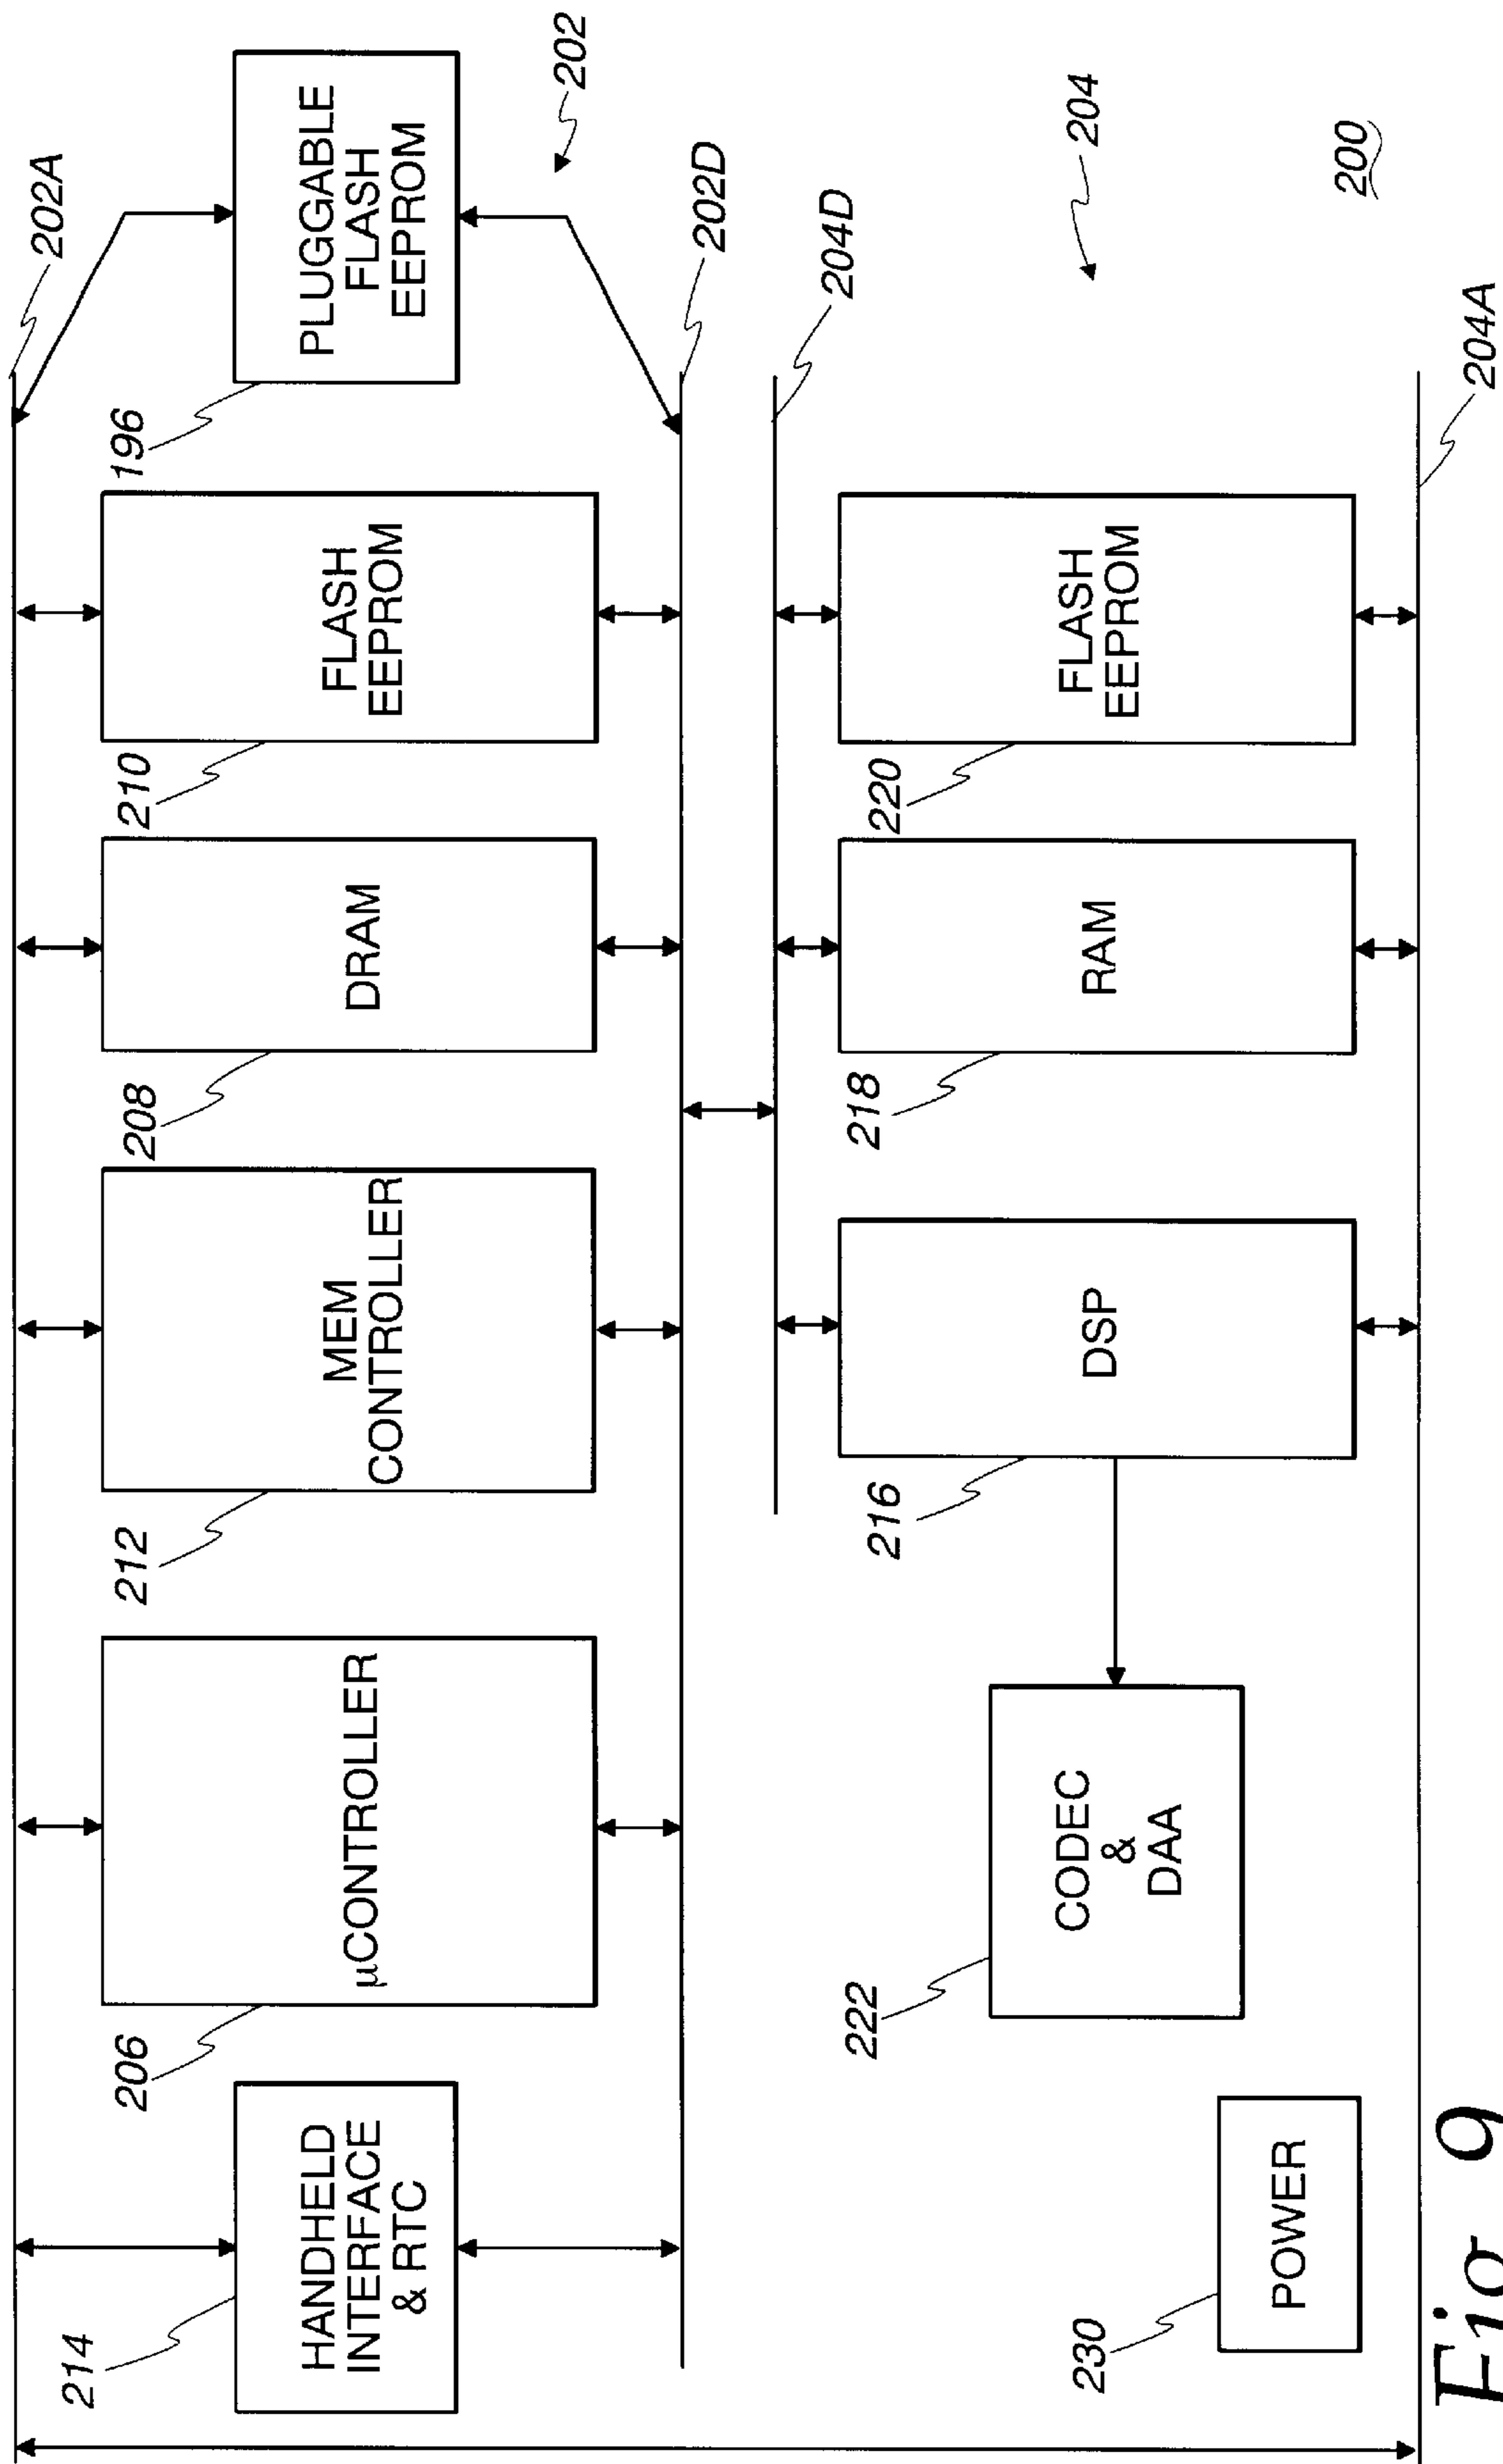 202A
HANDHELD
INTERFACE
& RTC
214
µCONTROLLER
206
MEM
CONTROLLER
212
DRAM
208
FLASH
EEPROM
210
PLUGGABLE
FLASH
EEPROM
196
202
202D
204D
204
POWER
230
CODEC
&
DAA
222
DSP
216
RAM
218
FLASH
EEPROM
220
200
204A
Fig. 9